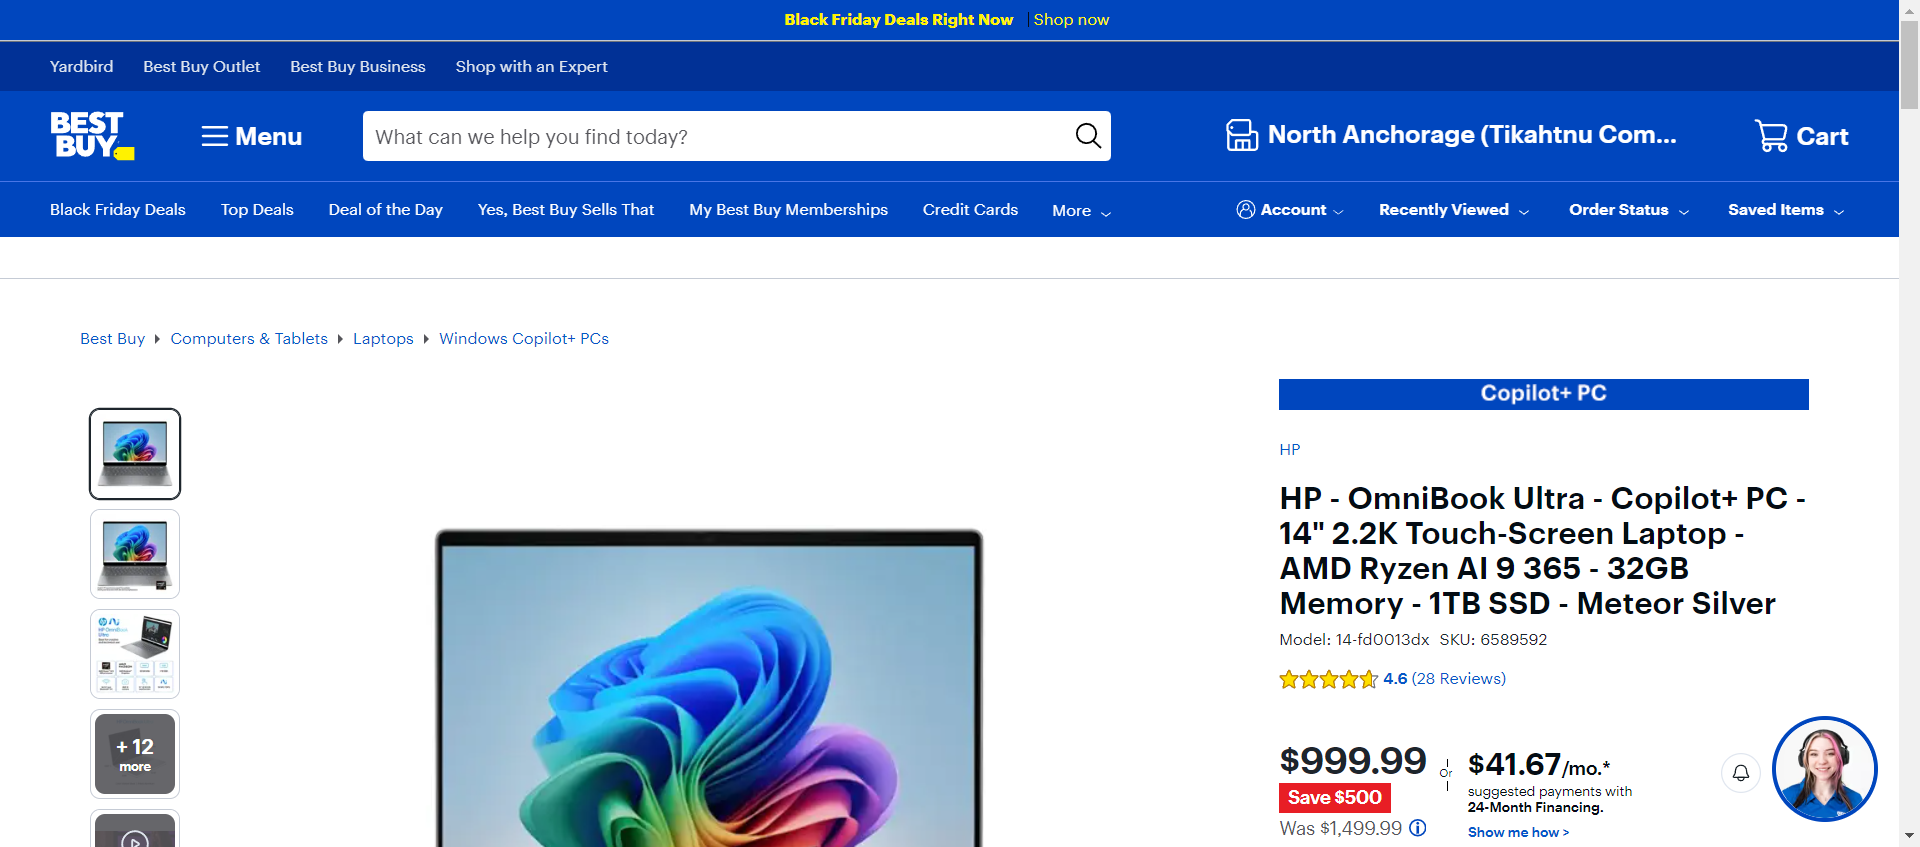 Black Friday Deals Right Now | Shop now
Yardbird Best Buy Outlet Best Buy Business Shop with an Expert
BEST BUY
Menu
What can we help you find today?
North Anchorage (Tikahtnu Com...
Cart
Black Friday Deals Top Deals Deal of the Day Yes, Best Buy Sells That My Best Buy Memberships Credit Cards More
Account Recently Viewed Order Status Saved Items
Best Buy Computers & Tablets Laptops Windows Copilot+ PCs
+ 12
more
Copilot+ PC
HP
HP - OmniBook Ultra - Copilot+ PC -
14" 2.2K Touch-Screen Laptop -
AMD Ryzen AI 9 365 - 32GB
Memory - 1TB SSD - Meteor Silver
Model: 14-fd0013dx SKU: 6589592
4.6 (28 Reviews)
$999.99
Save $500
Was $1,499.99
Or
$41.67/mo.*
suggested payments with
24-Month Financing.
Show me how >